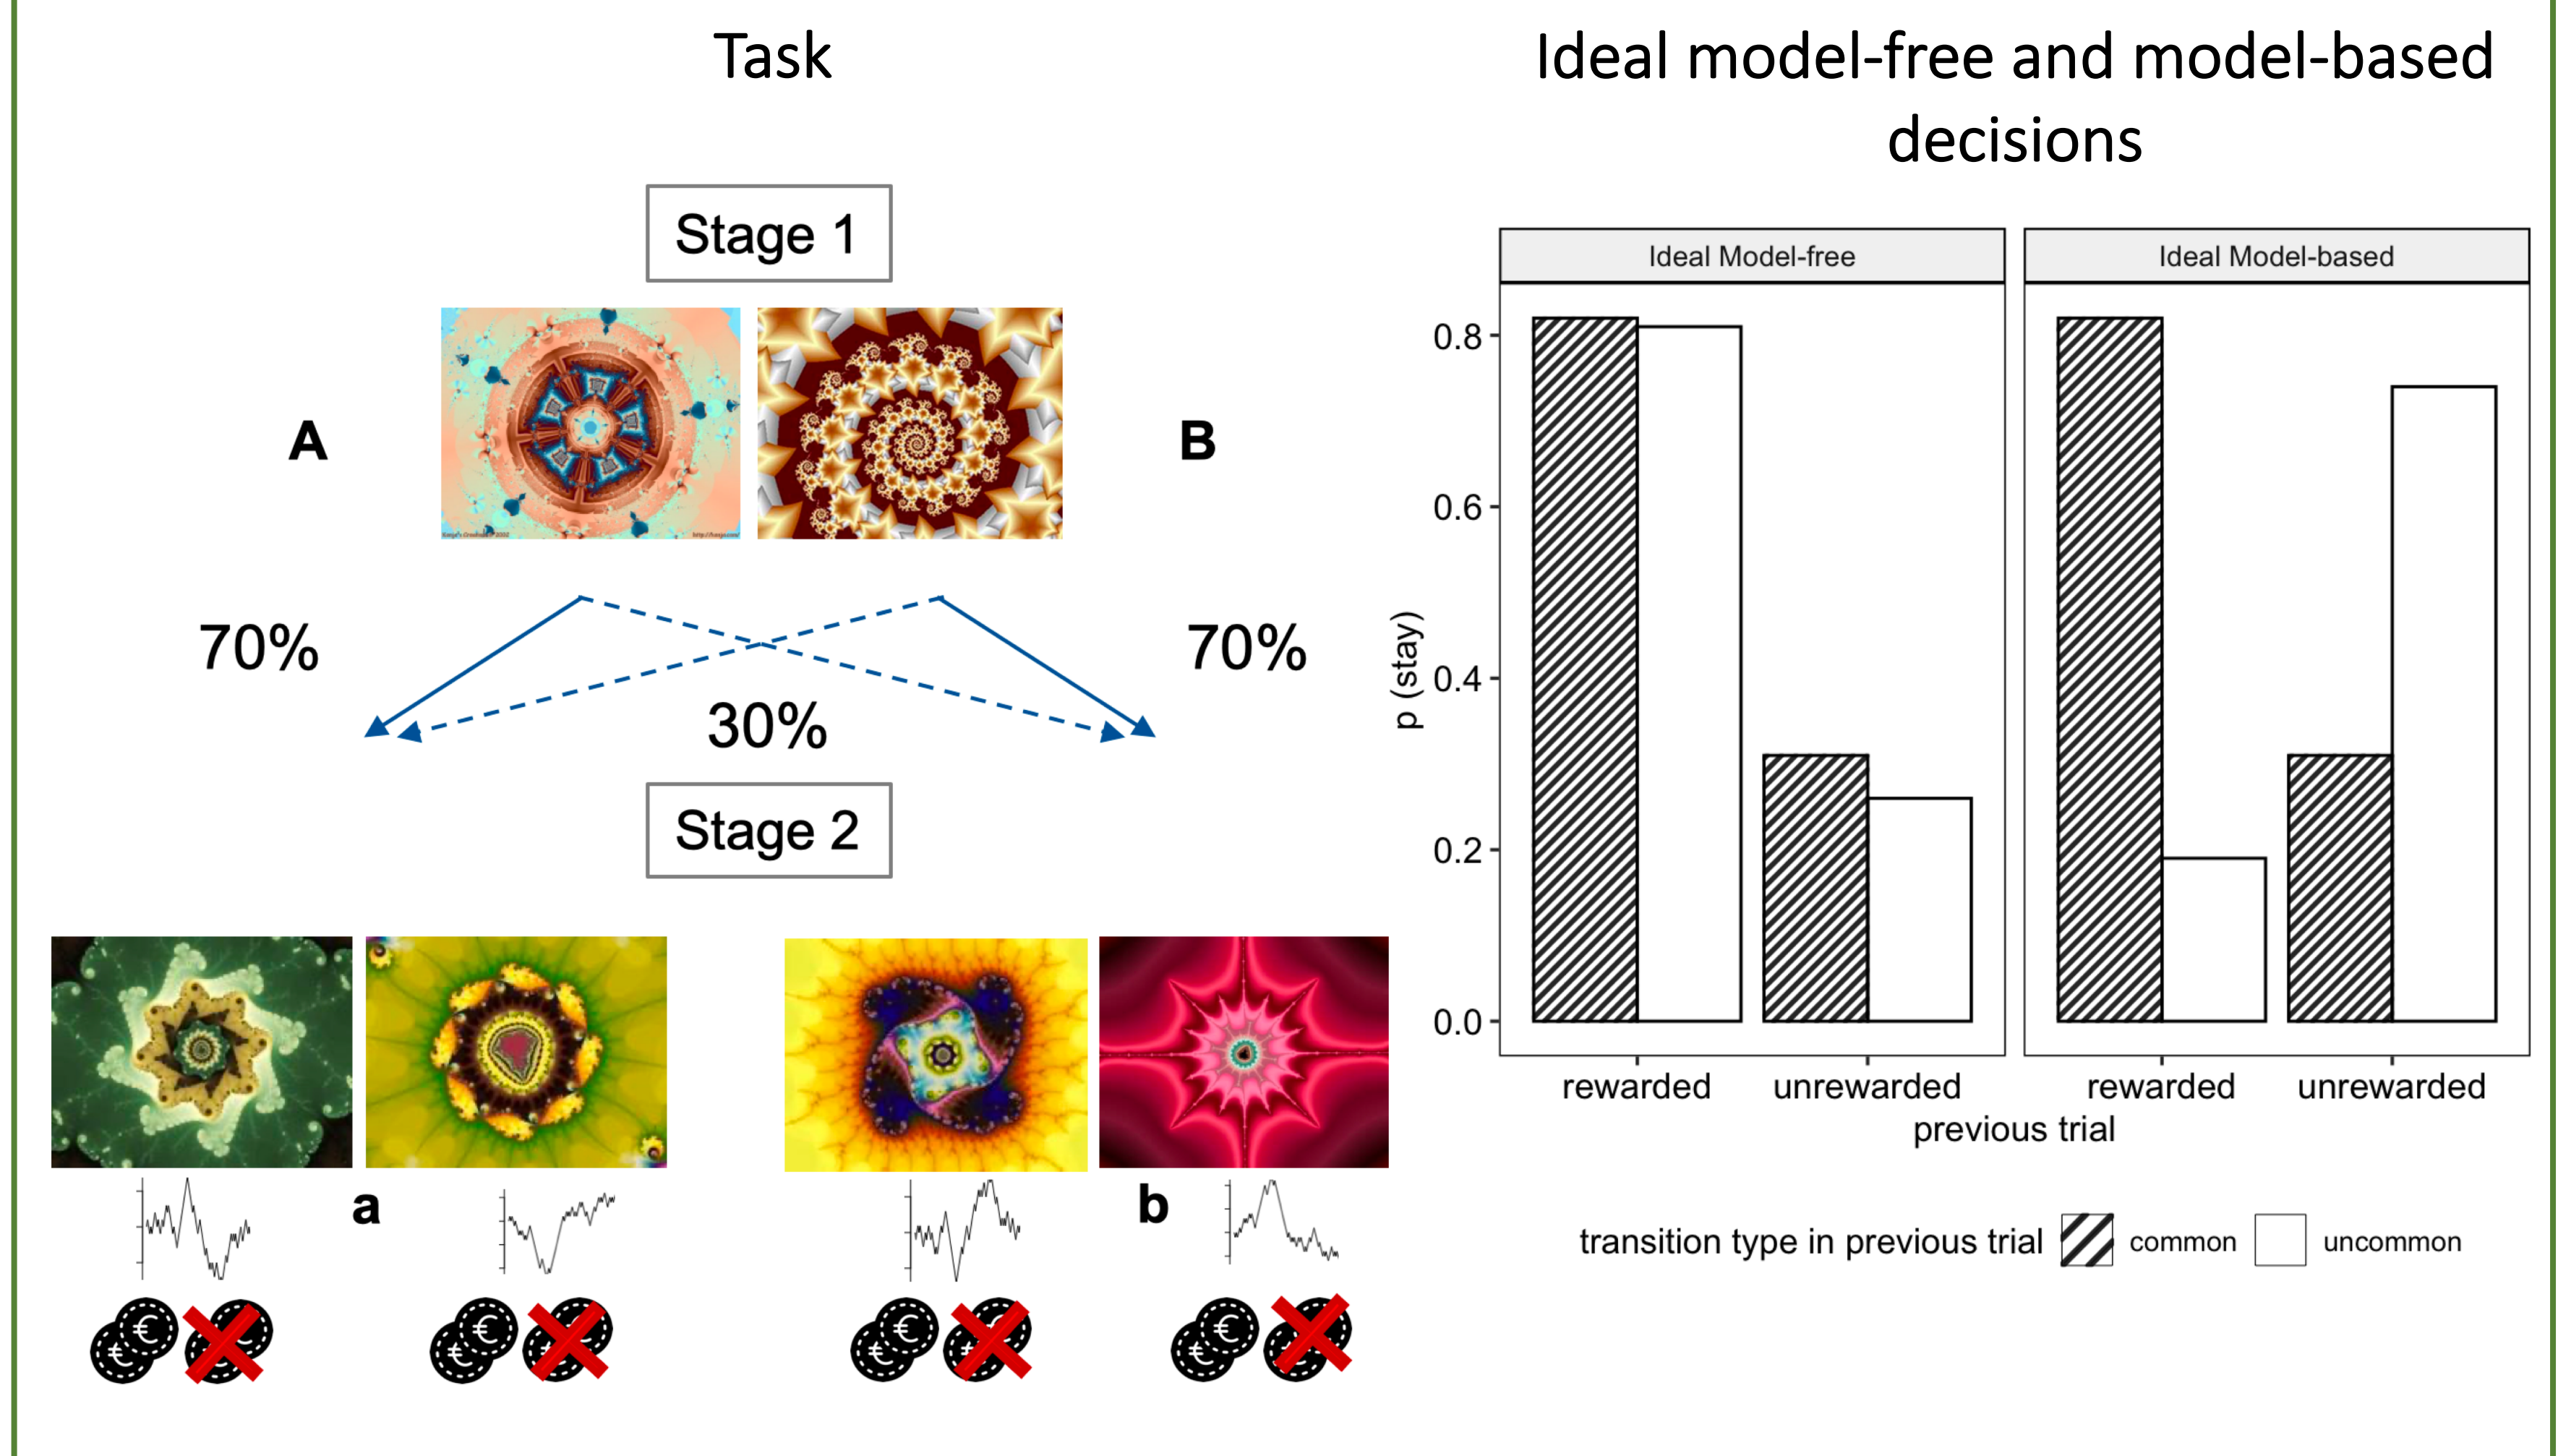 Task
Stage 1
A
B
70%
70%
30%
Stage 2
a
b
Ideal model-free and model-based
decisions
Ideal Model-free
Ideal Model-based
p (stay)
0.8
0.6
0.4
0.2
0.0
rewarded
unrewarded
rewarded
unrewarded
previous trial
transition type in previous trial
common
uncommon